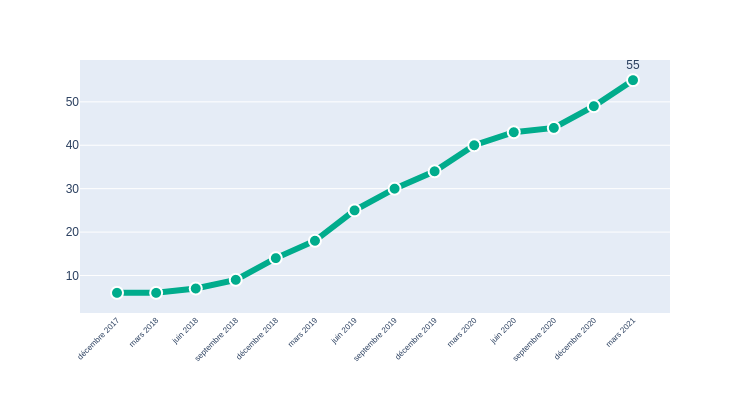 55
50
40
30
20
10
décembre 2017
mars 2018
juin 2018
septembre 2018
décembre 2018
mars 2019
juin 2019
septembre 2019
décembre 2019
mars 2020
juin 2020
septembre 2020
décembre 2020
mars 2021